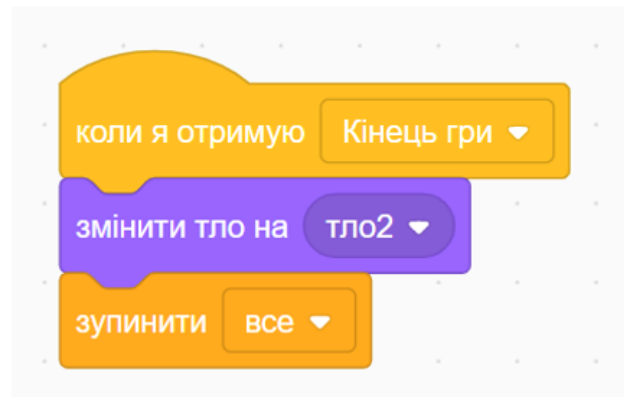 коли я отримую Кінець гри
змінити тло на тло2
зупинити все